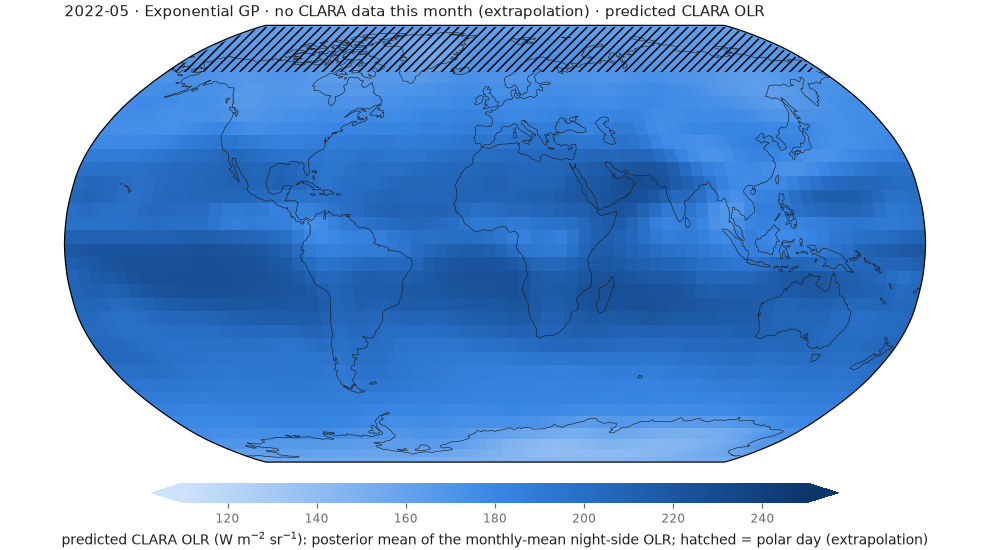 2022-05 · Exponential GP · no CLARA data this month (extrapolation) · predicted CLARA OLR
120 140 160 180 200 220 240
predicted CLARA OLR (W m⁻² sr⁻¹): posterior mean of the monthly-mean night-side OLR; hatched = polar day (extrapolation)